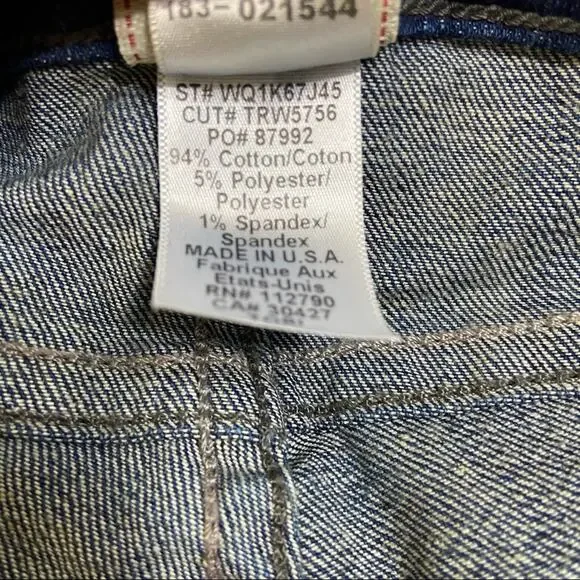 183-021544
ST# WQ1K67J45
CUT# TRW5756
PO# 87992
94% Cotton/Coton
5% Polyester/
Polyester
1% Spandex/
Spandex
MADE IN U.S.A.
Fabrique Aux
Etats-Unis
RN# 112790
CA# 30427